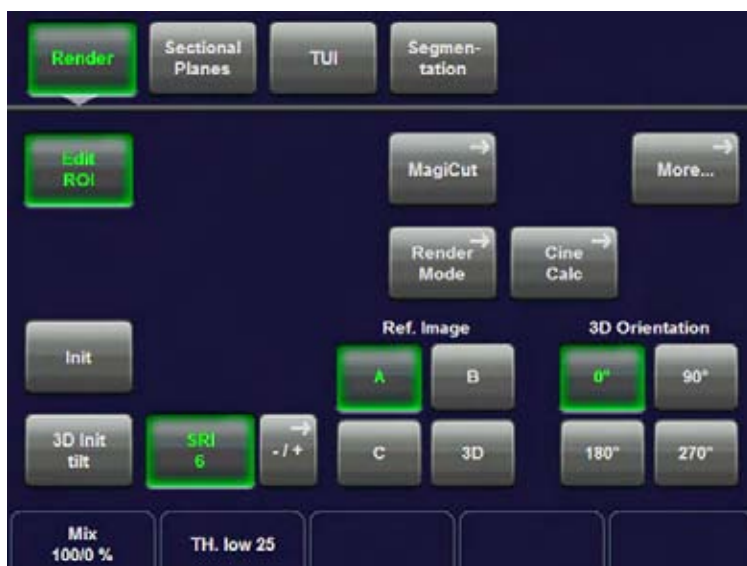 Render
Sectional
Planes
TUI
Segmen-
tation
Edit
ROI
MagiCut
More...
Render
Mode
Cine
Calc
Init
Ref. Image
3D Orientation
A
B
0°
90°
3D Init
tilt
SRI
6
- / +
C
3D
180°
270°
Mix
100/0 %
TH. low 25